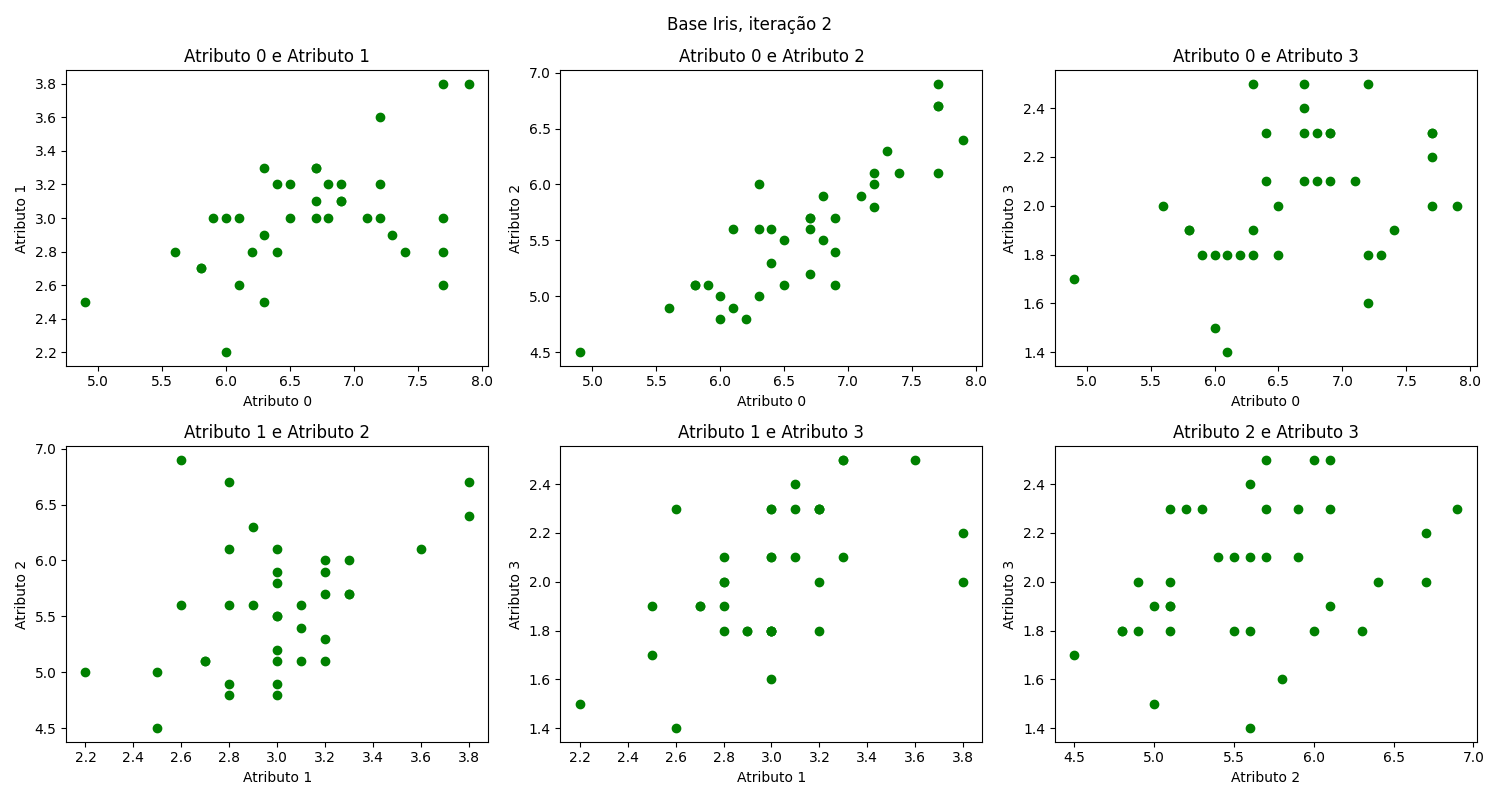 Base Iris, iteração 2
Atributo 0 e Atributo 1
3.8
3.6
3.4
3.2
3.0
2.8
2.6
2.4
2.2
Atributo 1
5.0 5.5 6.0 6.5 7.0 7.5 8.0
Atributo 0
Atributo 0 e Atributo 2
7.0
6.5
6.0
5.5
5.0
4.5
Atributo 2
5.0 5.5 6.0 6.5 7.0 7.5 8.0
Atributo 0
Atributo 0 e Atributo 3
2.4
2.2
2.0
1.8
1.6
1.4
Atributo 3
5.0 5.5 6.0 6.5 7.0 7.5 8.0
Atributo 0
Atributo 1 e Atributo 2
7.0
6.5
6.0
5.5
5.0
4.5
Atributo 2
2.2 2.4 2.6 2.8 3.0 3.2 3.4 3.6 3.8
Atributo 1
Atributo 1 e Atributo 3
2.4
2.2
2.0
1.8
1.6
1.4
Atributo 3
2.2 2.4 2.6 2.8 3.0 3.2 3.4 3.6 3.8
Atributo 1
Atributo 2 e Atributo 3
2.4
2.2
2.0
1.8
1.6
1.4
Atributo 3
4.5 5.0 5.5 6.0 6.5 7.0
Atributo 2